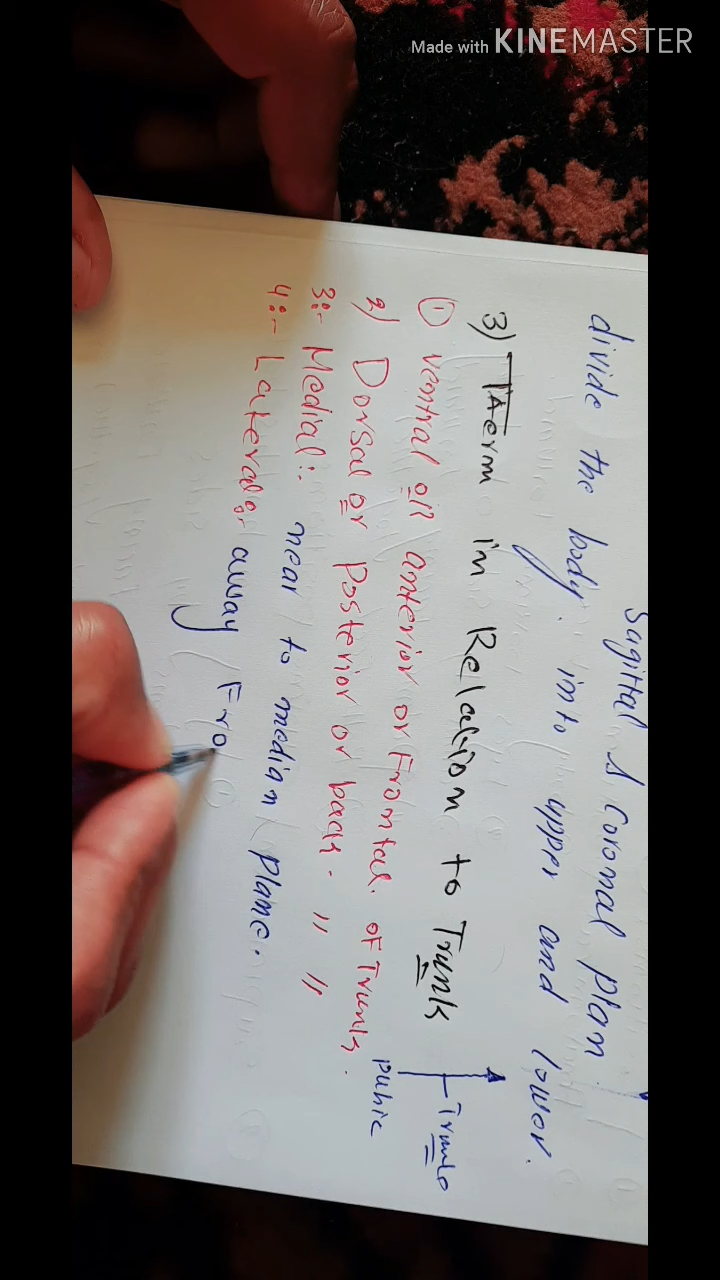 Made with KINEMASTER
Sagittal & Coronal plan
divide the body. into upper and lower.
3) TAerm in Relation to Trunk
Trunk
① ventral or anterior or Frontal. of Trunk.
pubic
2) Dorsal or Posterior or back. " "
3:- Medial:. near to median plane.
4:- Lateral:. away Fro